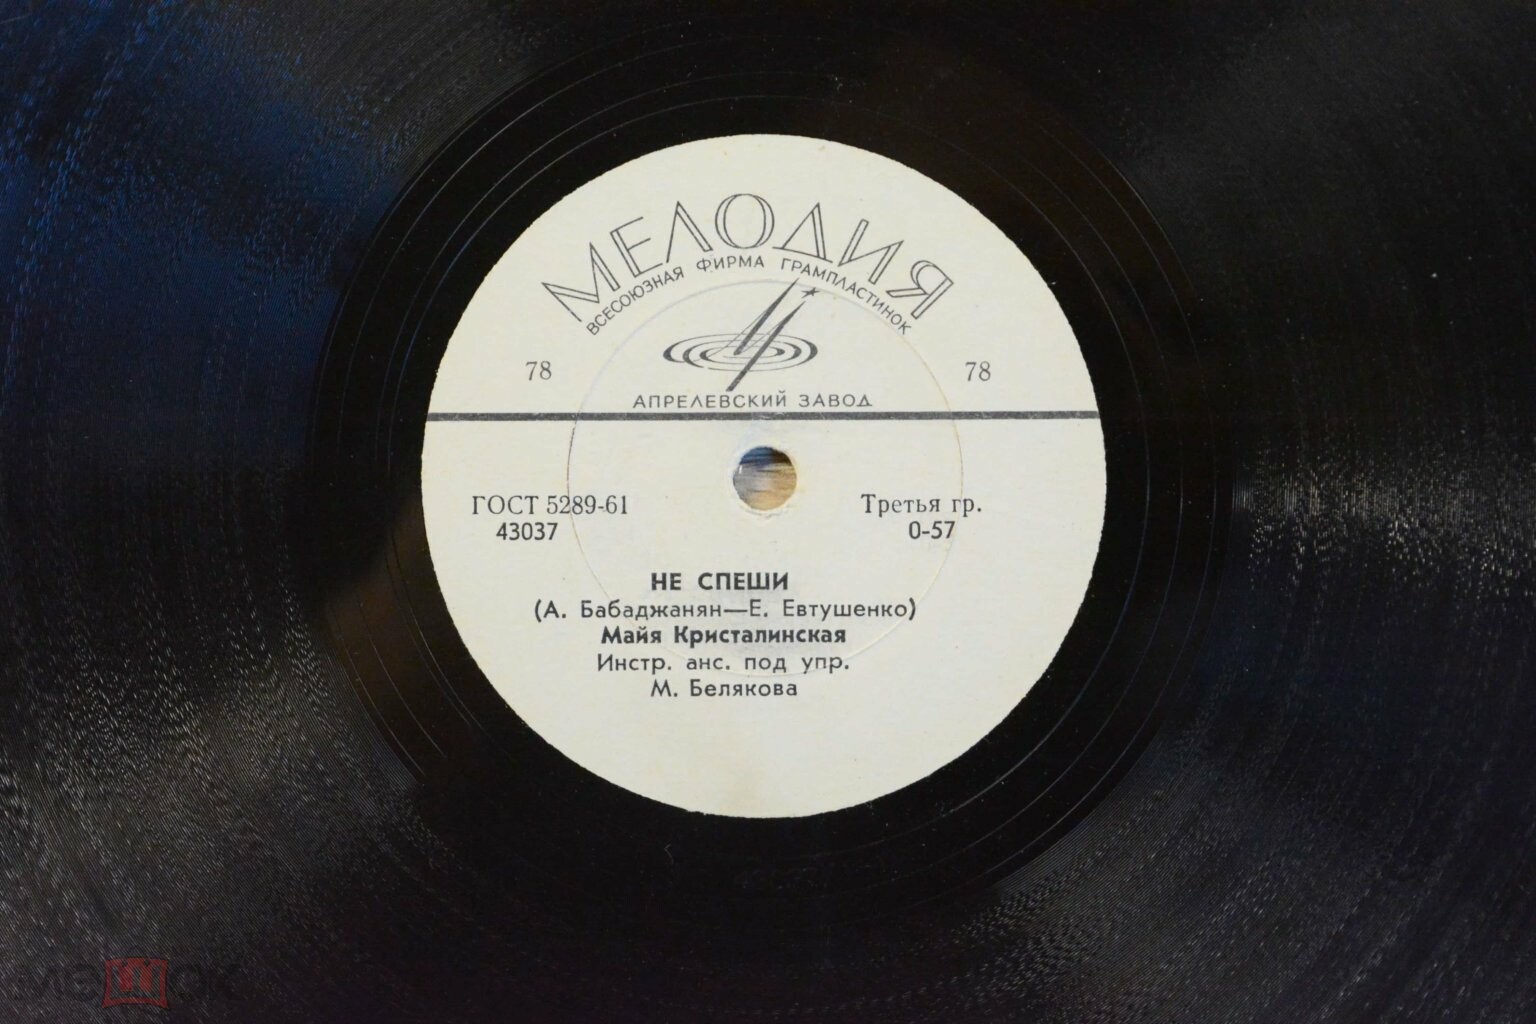 МЕЛОДИЯ
ВСЕСОЮЗНАЯ ФИРМА ГРАМПЛАСТИНОК
78 78
АПРЕЛЕВСКИЙ ЗАВОД
ГОСТ 5289-61 Третья гр.
43037 0-57
НЕ СПЕШИ
(А. Бабаджанян—Е. Евтушенко)
Майя Кристалинская
Инстр. анс. под упр.
М. Белякова
мешок